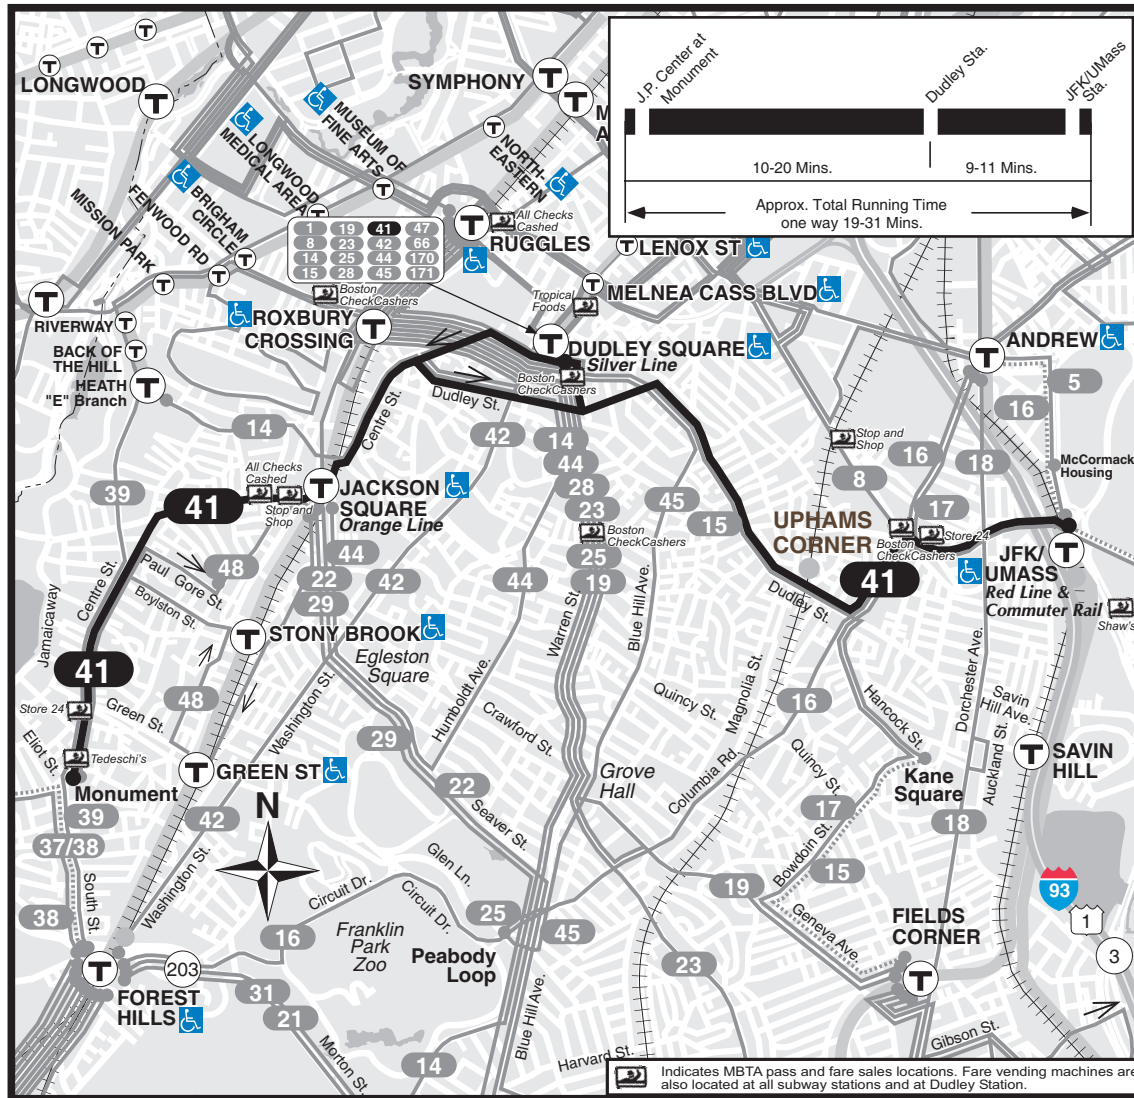 J.P. Center at
Monument
Dudley Sta.
JFK/UMass
Sta.
10-20 Mins.
9-11 Mins.
Approx. Total Running Time
one way 19-31 Mins.
T
T
T
LONGWOOD
T
SYMPHONY
T
T
M
A
MUSEUM OF
FINE ARTS
T
LONGWOOD
MEDICAL AREA
T
NORTH-
EASTERN
T
BRIGHAM
CIRCLE
T
FENWOOD RD
T
MISSION PARK
T
1 19 41 47
8 23 42 66
14 25 44 170
15 28 45 171
T
All Checks
Cashed
RUGGLES
T
LENOX ST
T
MELNEA CASS BLVD
Tropical
Foods
Boston
CheckCashers
T
RIVERWAY
T
BACK OF
THE HILL
T
HEATH
"E" Branch
T
ROXBURY
CROSSING
T
T
DUDLEY SQUARE
Silver Line
Boston
CheckCashers
ANDREW
T
5
16
18
Centre St.
Dudley St.
14
42
14
44
28
23
Boston
CheckCashers
25
19
45
15
Stop and
Shop
16
8
17
McCormack
Housing
39
All Checks
Cashed
Stop and
Shop
41
T
JACKSON
SQUARE
Orange Line
UPHAMS
CORNER
Boston
CheckCashers
Store 24
41
JFK/
UMASS
Red Line &
Commuter Rail
T
Shaw's
44
22
42
29
44
48
Paul Gore St.
Boylston St.
Centre St.
Jamaicaway
T
STONY BROOK
Egleston
Square
Warren St.
Blue Hill Ave.
Dudley St.
41
Store 24
Green St.
48
Eliot St.
Tedeschi's
Monument
T
GREEN ST
Washington St.
Humboldt Ave.
Crawford St.
Quincy St.
Magnolia St.
16
Hancock St.
Dorchester Ave.
Savin
Hill Ave.
Auckland St.
T
SAVIN
HILL
39
37/38
42
N
29
22
Seaver St.
Grove
Hall
Columbia Rd.
Quincy St.
Kane
Square
17
18
Bowdoin St.
15
South St.
Washington St.
38
Glen Ln.
Circuit Dr.
Circuit Dr.
16
Franklin
Park
Zoo
25
Peabody
Loop
45
19
Geneva Ave.
FIELDS
CORNER
T
93
1
3
T
FOREST
HILLS
203
31
21
Morton St.
14
Blue Hill Ave.
23
Harvard St.
Gibson St.
Indicates MBTA pass and fare sales locations. Fare vending machines are
also located at all subway stations and at Dudley Station.